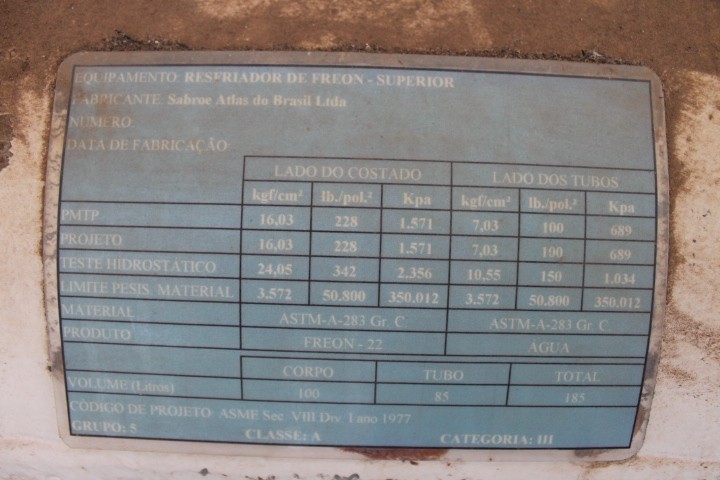 EQUIPAMENTO: RESFRIADOR DE FREON - SUPERIOR
FABRICANTE: Sabroe Atlas do Brasil Ltda
NUMERO:
DATA DE FABRICAÇÃO:
LADO DO COSTADO LADO DOS TUBOS
kgf/cm² lb./pol.² Kpa kgf/cm² lb./pol.² Kpa
PMTP 16,03 228 1.571 7,03 100 689
PROJETO 16,03 228 1.571 7,03 100 689
TESTE HIDROSTÁTICO 24,05 342 2.356 10,55 150 1.034
LIMITE PESIS. MATERIAL 3.572 50.800 350.012 3.572 50.800 350.012
MATERIAL ASTM-A-283 Gr. C ASTM-A-283 Gr. C
PRODUTO FREON - 22 ÁGUA
CORPO TUBO TOTAL
VOLUME (Litros) 100 85 185
CÓDIGO DE PROJETO: ASME Sec. VIII Div. 1 ano 1977
GRUPO: 5 CLASSE: A CATEGORIA: III